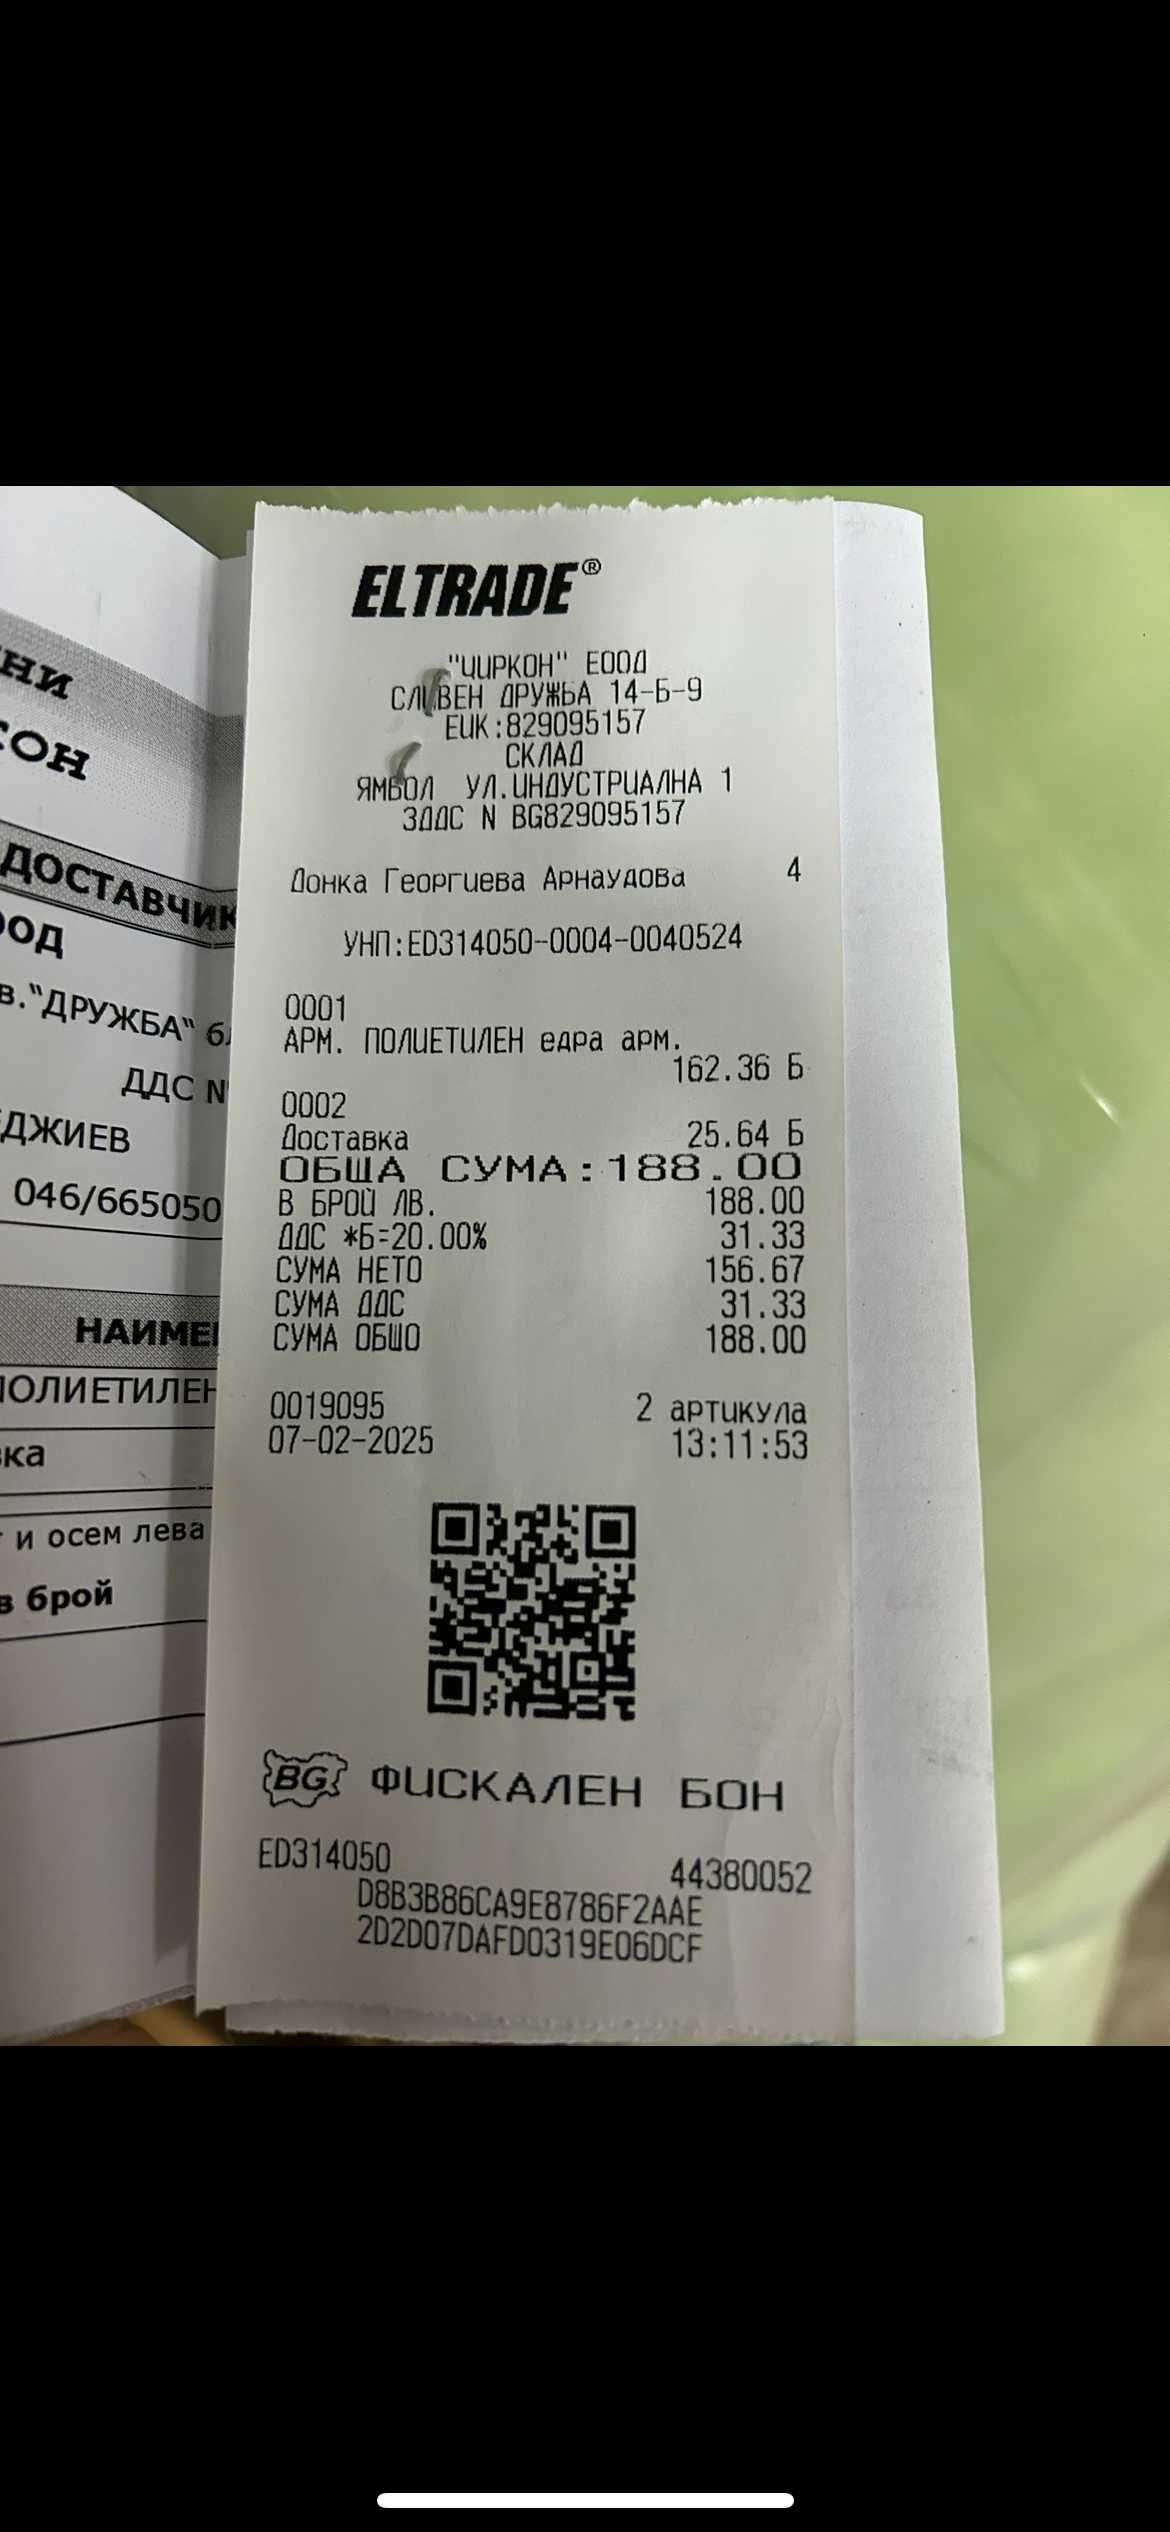 ELTRADE®
"ЦИРКОН" ЕООД
СЛИВЕН ДРУЖБА 14-Б-9
ЕИК:829095157
СКЛАД
ЯМБОЛ УЛ.ИНДУСТРИАЛНА 1
ЗДДС N BG829095157
Донка Георгиева Арнаудова 4
УНП:ED314050-0004-0040524
0001
АРМ. ПОЛИЕТИЛЕН едра арм.
162.36 Б
0002
Доставка 25.64 Б
ОБЩА СУМА:188.00
В БРОЙ ЛВ. 188.00
ДДС *Б=20.00% 31.33
СУМА НЕТО 156.67
СУМА ДДС 31.33
СУМА ОБЩО 188.00
0019095 2 артикула
07-02-2025 13:11:53
BG ФИСКАЛЕН БОН
ED314050 44380052
D8B3B86CA9E8786F2AAE
2D2D07DAFD0319E06DCF
ДОСТАВЧИК
"ДРУЖБА"
ДДС
046/665050
и осем лева
в брой